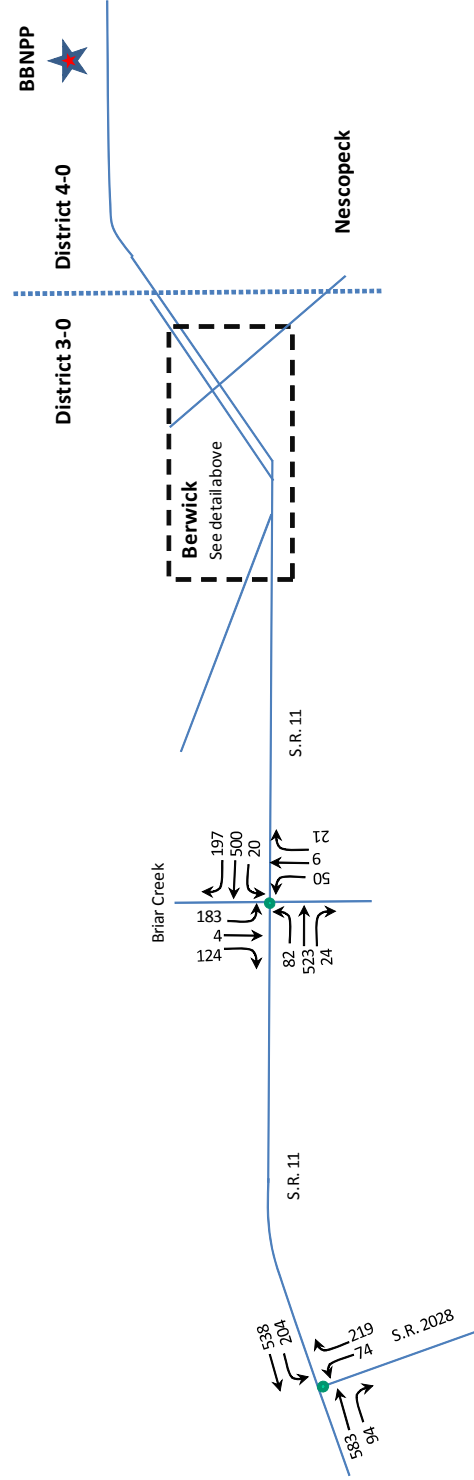 BBNPP
District 3-0
District 4-0
Berwick
See detail above
Nescopeck
Briar Creek
197
500
20
183
4
124
82
523
24
21
6
50
S.R. 11
S.R. 11
538
204
219
74
583
94
S.R. 2028